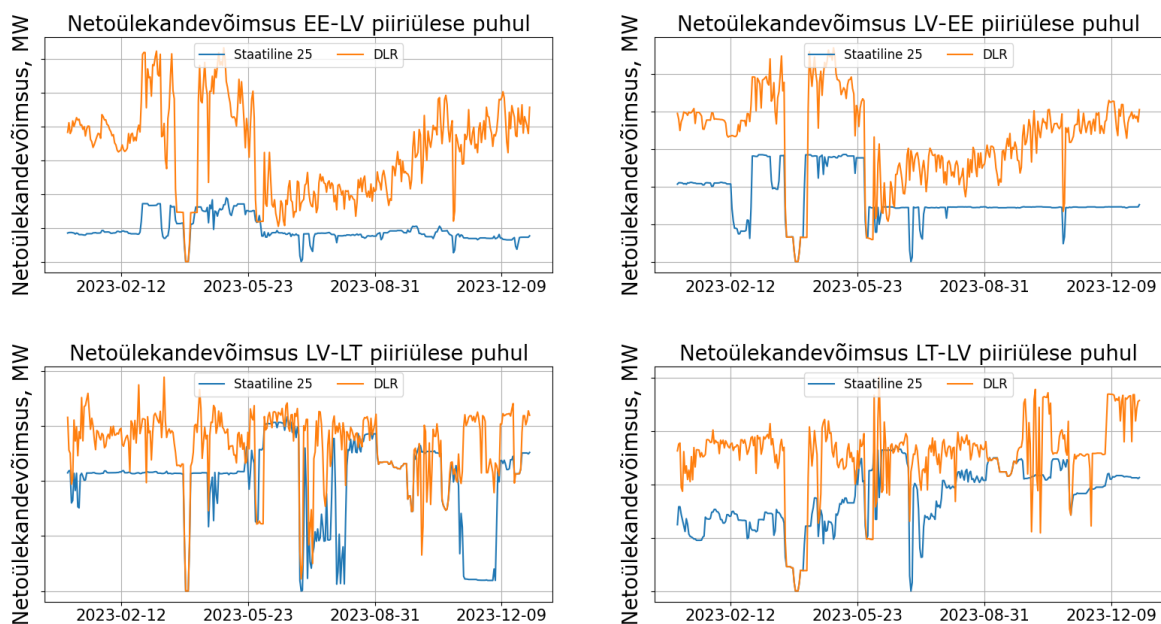 Netoülekandevõimsus EE-LV piiriülese puhul
Netoülekandevõimsus, MW
Staatiline 25 DLR
2023-02-12 2023-05-23 2023-08-31 2023-12-09
Netoülekandevõimsus LV-EE piiriülese puhul
Netoülekandevõimsus, MW
Staatiline 25 DLR
2023-02-12 2023-05-23 2023-08-31 2023-12-09
Netoülekandevõimsus LV-LT piiriülese puhul
Netoülekandevõimsus, MW
Staatiline 25 DLR
2023-02-12 2023-05-23 2023-08-31 2023-12-09
Netoülekandevõimsus LT-LV piiriülese puhul
Netoülekandevõimsus, MW
Staatiline 25 DLR
2023-02-12 2023-05-23 2023-08-31 2023-12-09